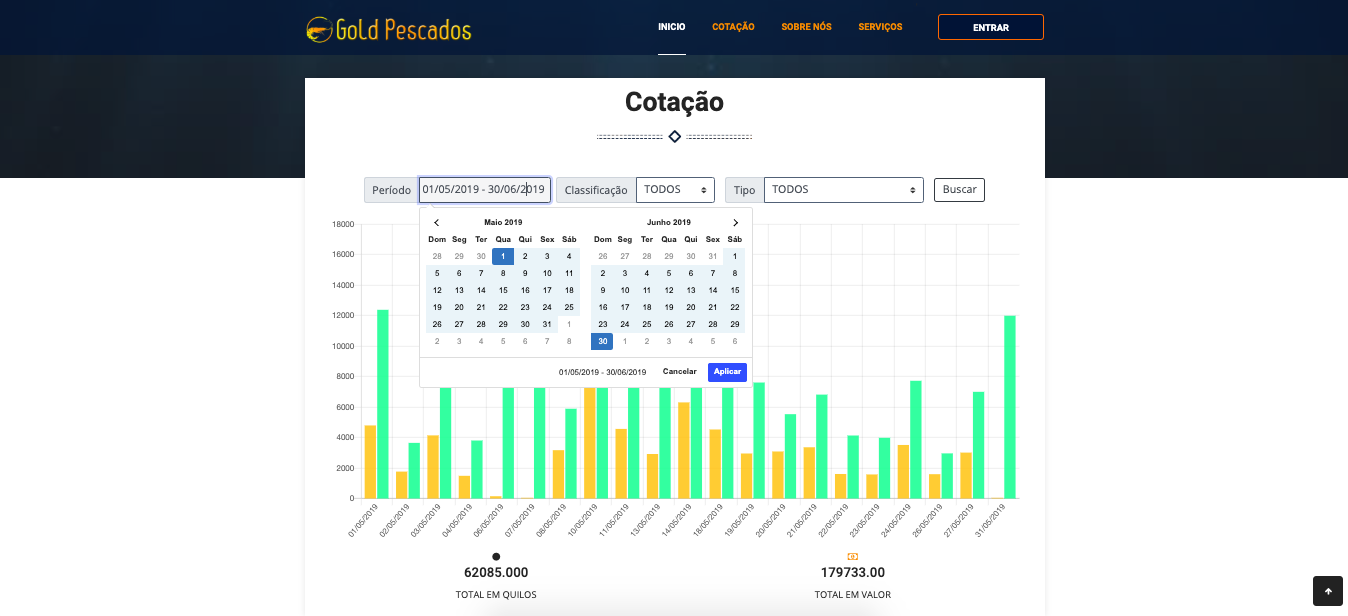 GoLd Pescados
INICIO COTAÇÃO SOBRE NÓS SERVIÇOS ENTRAR
Cotação
Período 01/05/2019 - 30/06/2019 Classificação TODOS Tipo TODOS Buscar
Maio 2019 Junho 2019
Dom Seg Ter Qua Qui Sex Sáb Dom Seg Ter Qua Qui Sex Sáb
28 29 30 1 2 3 4 26 27 28 29 30 31 1
5 6 7 8 9 10 11 2 3 4 5 6 7 8
12 13 14 15 16 17 18 9 10 11 12 13 14 15
19 20 21 22 23 24 25 16 17 18 19 20 21 22
26 27 28 29 30 31 1 23 24 25 26 27 28 29
2 3 4 5 6 7 8 30 1 2 3 4 5 6
01/05/2019 - 30/06/2019 Cancelar Aplicar
18000
16000
14000
12000
10000
8000
6000
4000
2000
0
01/05/2019 02/05/2019 03/05/2019 04/05/2019 06/05/2019 07/05/2019 08/05/2019 10/05/2019 11/05/2019 13/05/2019 14/05/2019 18/05/2019 19/05/2019 20/05/2019 21/05/2019 22/05/2019 23/05/2019 24/05/2019 26/05/2019 27/05/2019 31/05/2019
62085.000 179733.00
TOTAL EM QUILOS TOTAL EM VALOR